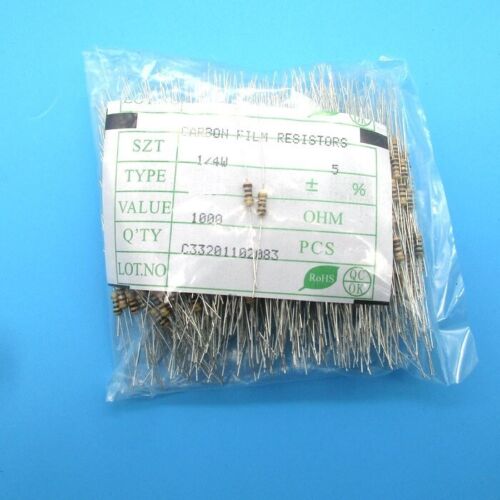 CARBON FILM RESISTORS
SZT 1/4W 5
TYPE ± %
VALUE 1000 OHM
Q'TY C33201102083 PCS
LOT.NO RoHS QC OK